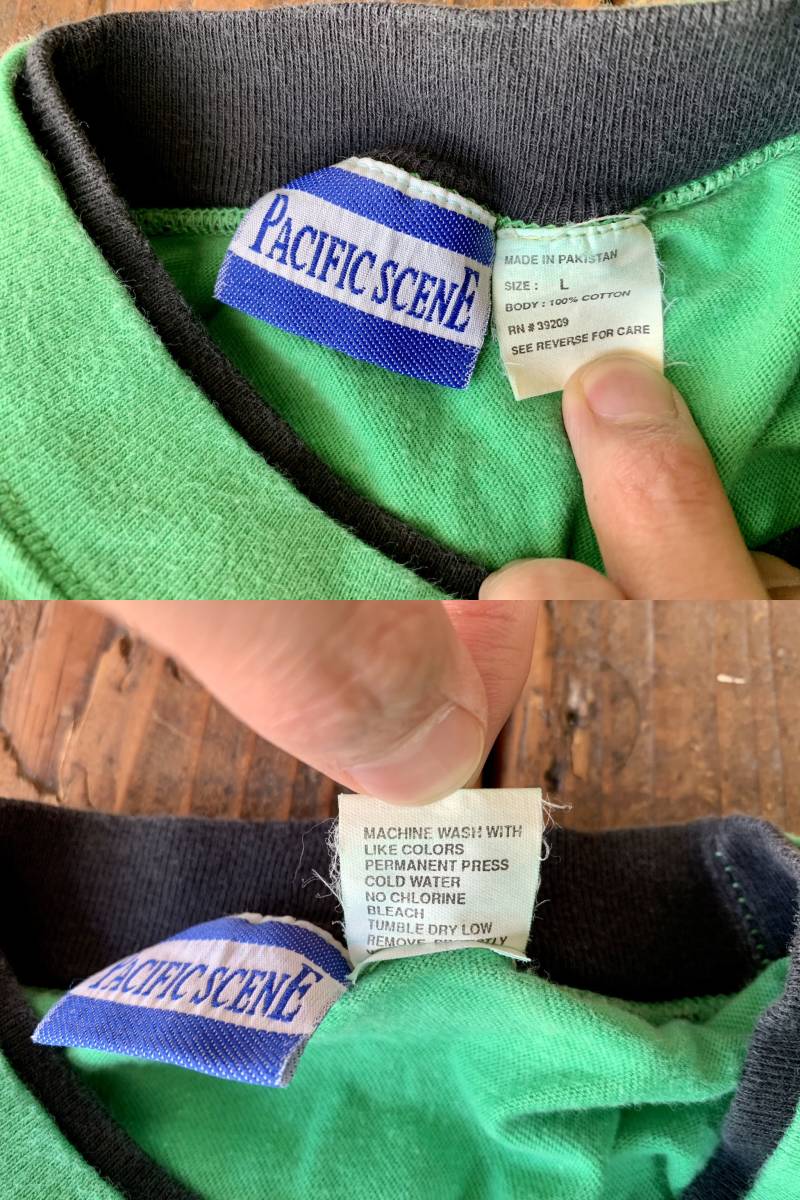 PACIFIC SCENE
MADE IN PAKISTAN
SIZE : L
BODY : 100% COTTON
RN # 39209
SEE REVERSE FOR CARE
MACHINE WASH WITH
LIKE COLORS
PERMANENT PRESS
COLD WATER
NO CHLORINE
BLEACH
TUMBLE DRY LOW
REMOVE
PACIFIC SCENE